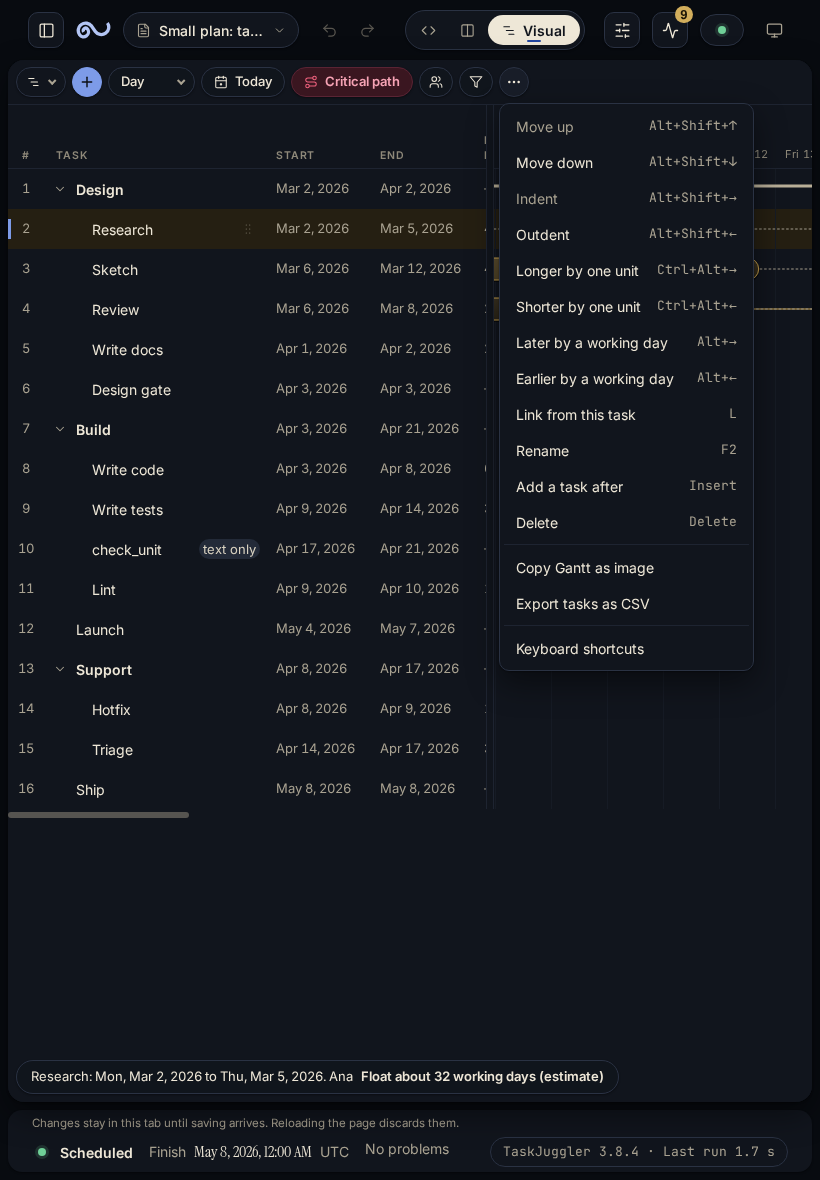 Small plan: ta...
Visual
9
Day
Today
Critical path
# TASK START END
12 Fri 13
1 Design Mar 2, 2026 Apr 2, 2026
2 Research Mar 2, 2026 Mar 5, 2026
3 Sketch Mar 6, 2026 Mar 12, 2026
4 Review Mar 6, 2026 Mar 8, 2026
5 Write docs Apr 1, 2026 Apr 2, 2026
6 Design gate Apr 3, 2026 Apr 3, 2026
7 Build Apr 3, 2026 Apr 21, 2026
8 Write code Apr 3, 2026 Apr 8, 2026
9 Write tests Apr 9, 2026 Apr 14, 2026
10 check_unit text only Apr 17, 2026 Apr 21, 2026
11 Lint Apr 9, 2026 Apr 10, 2026
12 Launch May 4, 2026 May 7, 2026
13 Support Apr 8, 2026 Apr 17, 2026
14 Hotfix Apr 8, 2026 Apr 9, 2026
15 Triage Apr 14, 2026 Apr 17, 2026
16 Ship May 8, 2026 May 8, 2026
Move up Alt+Shift+↑
Move down Alt+Shift+↓
Indent Alt+Shift+→
Outdent Alt+Shift+←
Longer by one unit Ctrl+Alt+→
Shorter by one unit Ctrl+Alt+←
Later by a working day Alt+→
Earlier by a working day Alt+←
Link from this task L
Rename F2
Add a task after Insert
Delete Delete
Copy Gantt as image
Export tasks as CSV
Keyboard shortcuts
Research: Mon, Mar 2, 2026 to Thu, Mar 5, 2026. Ana Float about 32 working days (estimate)
Changes stay in this tab until saving arrives. Reloading the page discards them.
Scheduled Finish May 8, 2026, 12:00 AM UTC No problems TaskJuggler 3.8.4 · Last run 1.7 s